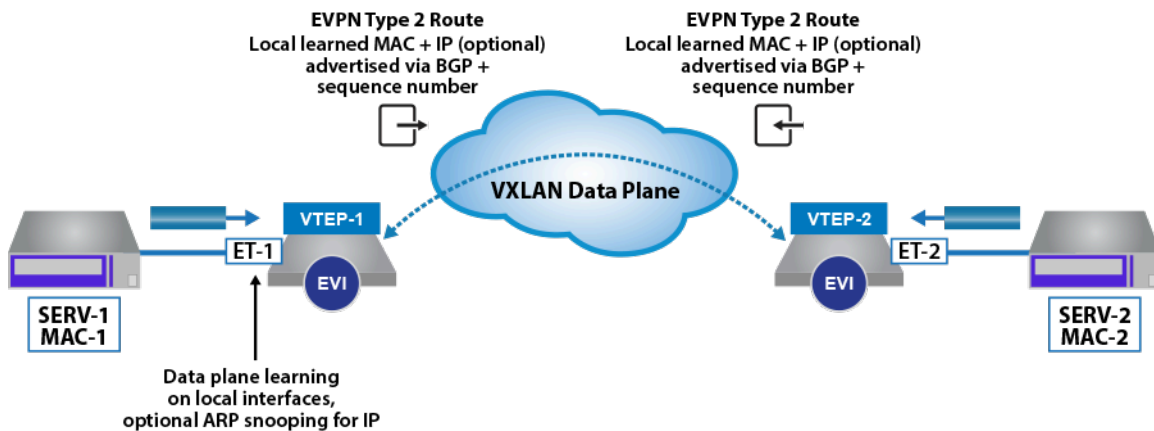 EVPN Type 2 Route
Local learned MAC + IP (optional)
advertised via BGP +
sequence number
EVPN Type 2 Route
Local learned MAC + IP (optional)
advertised via BGP +
sequence number
VXLAN Data Plane
VTEP-1
ET-1
EVI
SERV-1
MAC-1
VTEP-2
ET-2
EVI
SERV-2
MAC-2
Data plane learning
on local interfaces,
optional ARP snooping for IP